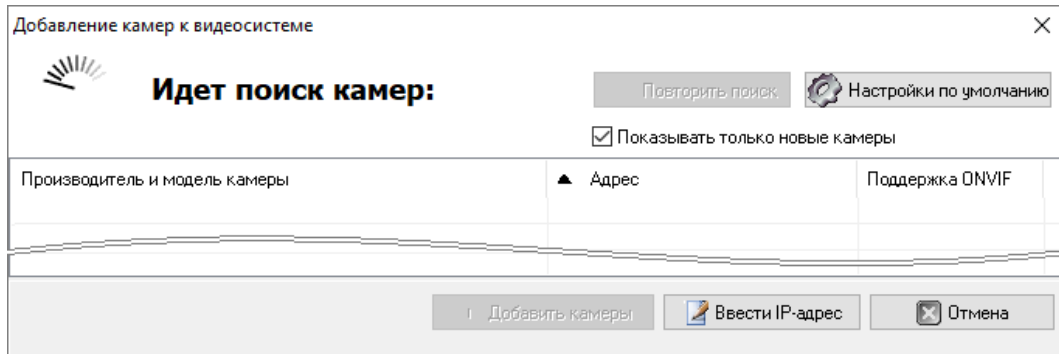 Добавление камер к видеосистеме
Идет поиск камер:
Повторить поиск
Настройки по умолчанию
Показывать только новые камеры
Производитель и модель камеры
Адрес
Поддержка ONVIF
Добавить камеры
Ввести IP-адрес
Отмена